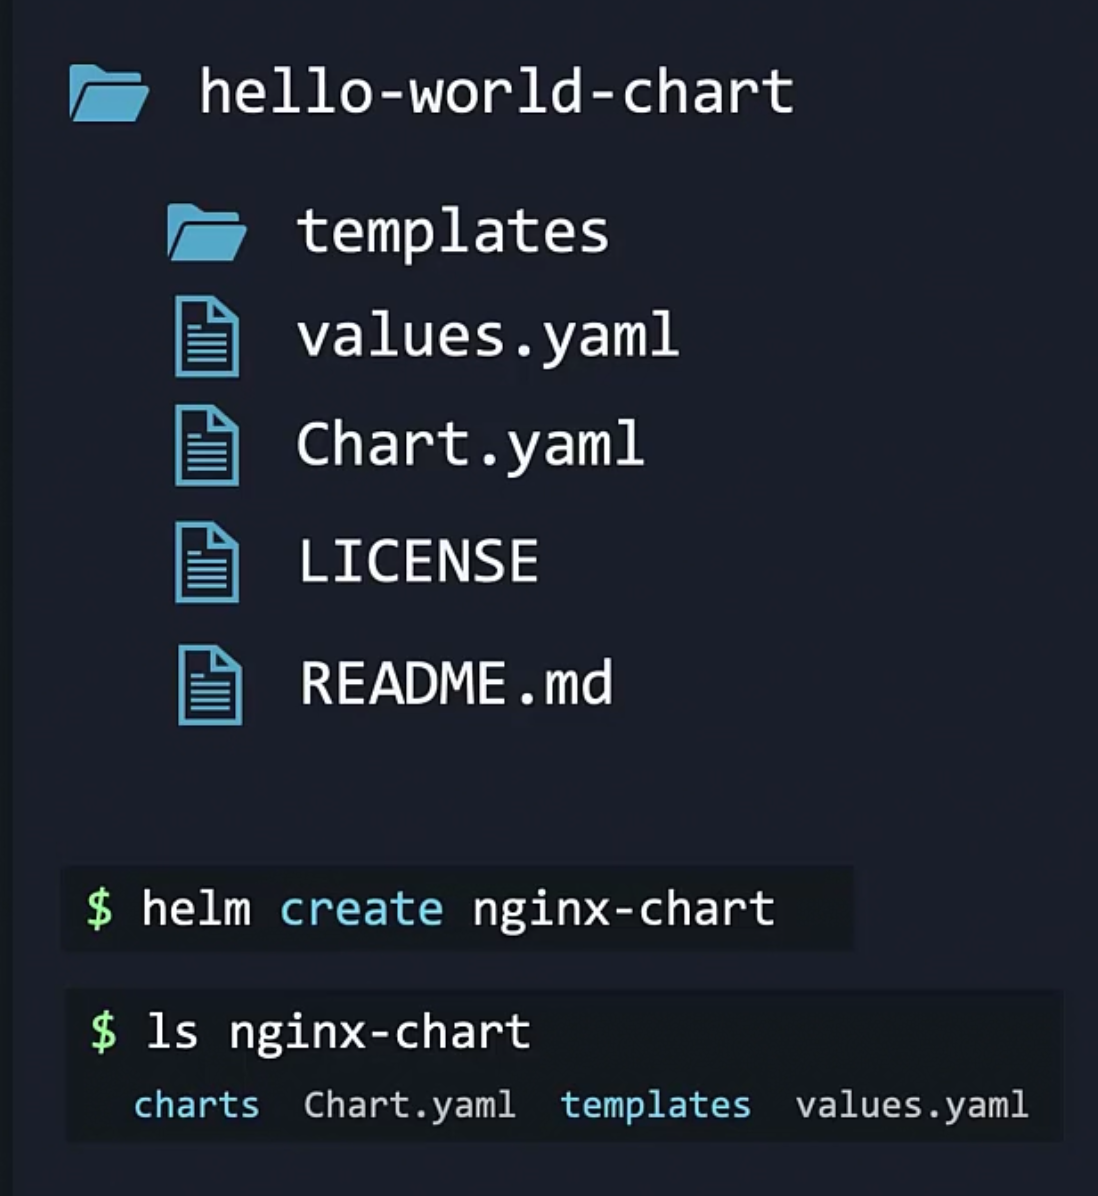 hello-world-chart
templates
values.yaml
Chart.yaml
LICENSE
README.md
$ helm create nginx-chart
$ ls nginx-chart
charts Chart.yaml templates values.yaml